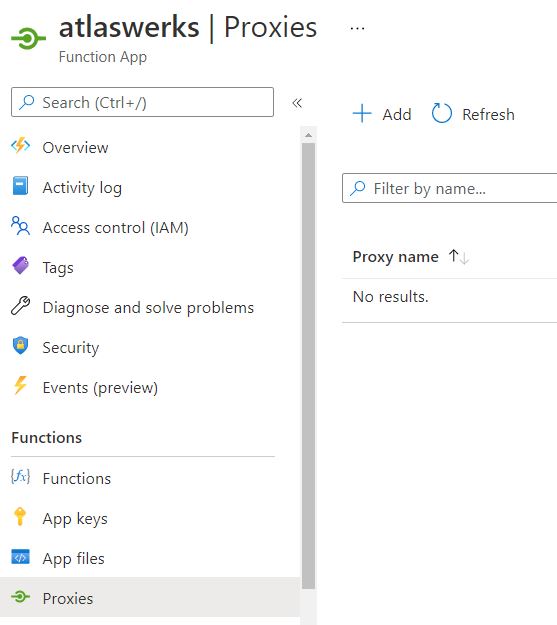 atlaswerks | Proxies ...
Function App
Search (Ctrl+/) «
Overview
Activity log
Access control (IAM)
Tags
Diagnose and solve problems
Security
Events (preview)
Functions
{fx} Functions
App keys
</> App files
Proxies
+ Add Refresh
Filter by name...
Proxy name ↑↓
No results.